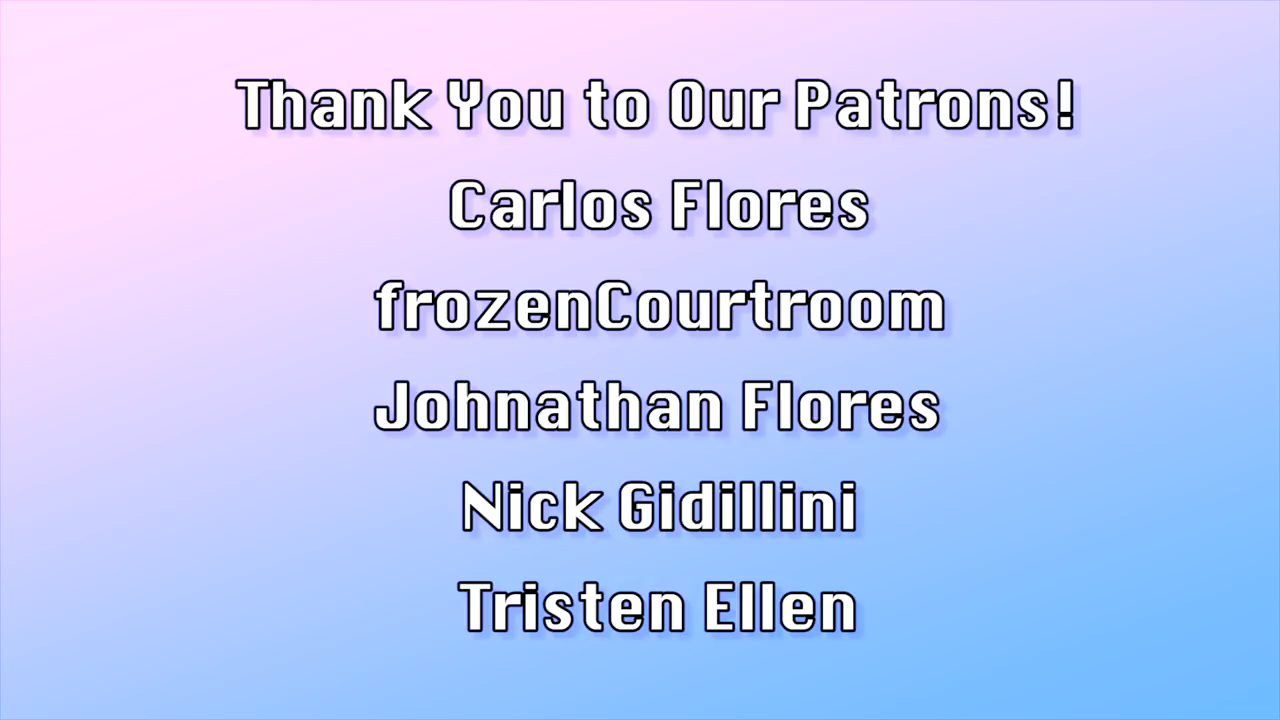 Thank You to Our Patrons!
Carlos Flores
frozenCourtroom
Johnathan Flores
Nick Gidillini
Tristen Ellen